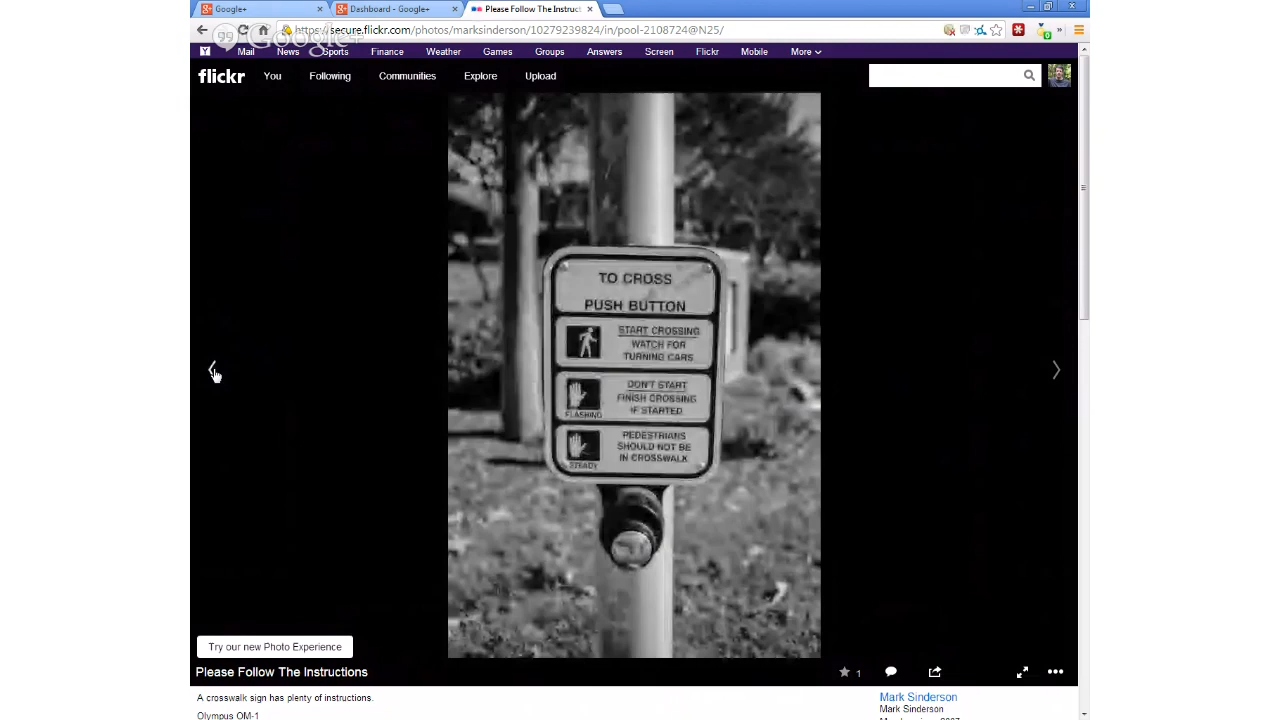 Google+
Dashboard - Google+
Please Follow The Instruct
https://secure.flickr.com/photos/marksinderson/10279239824/in/pool-2108724@N25/
Google+
Mail News Sports Finance Weather Games Groups Answers Screen Flickr Mobile More
flickr You Following Communities Explore Upload
TO CROSS
PUSH BUTTON
START CROSSING
WATCH FOR
TURNING CARS
DON'T START
FINISH CROSSING
IF STARTED
FLASHING
PEDESTRIANS
SHOULD NOT BE
IN CROSSWALK
STEADY
Try our new Photo Experience
Please Follow The Instructions
1
A crosswalk sign has plenty of instructions.
Olympus OM-1
Mark Sinderson
Mark Sinderson